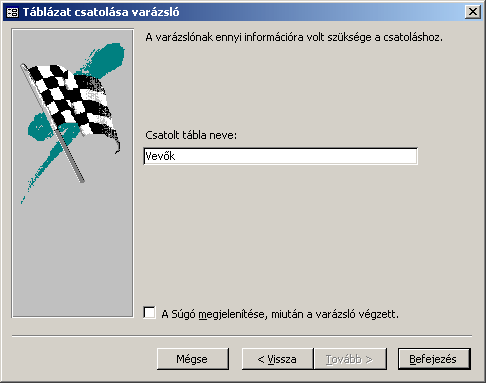 Táblázat csatolása varázsló
A varázslónak ennyi információra volt szüksége a csatoláshoz.
Csatolt tábla neve:
Vevők
A Súgó megjelenítése, miután a varázsló végzett.
Mégse
< Vissza
Tovább >
Befejezés